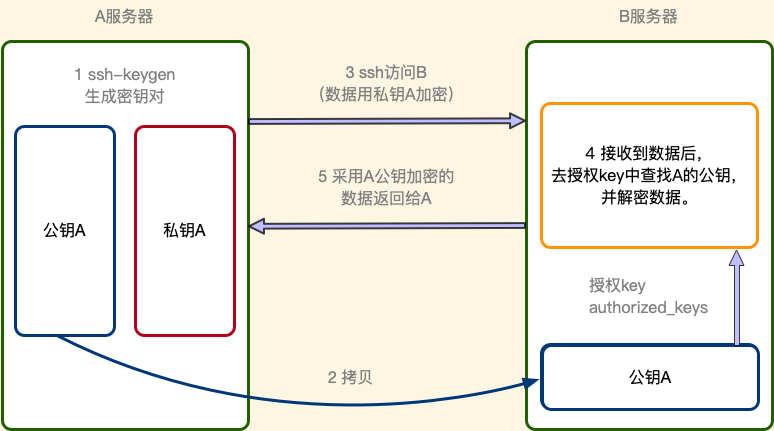 A服务器
B服务器
1 ssh-keygen
生成密钥对
3 ssh访问B
（数据用私钥A加密）
4 接收到数据后，
去授权key中查找A的公钥，
并解密数据。
5 采用A公钥加密的
数据返回给A
公钥A
私钥A
授权key
authorized_keys
2 拷贝
公钥A